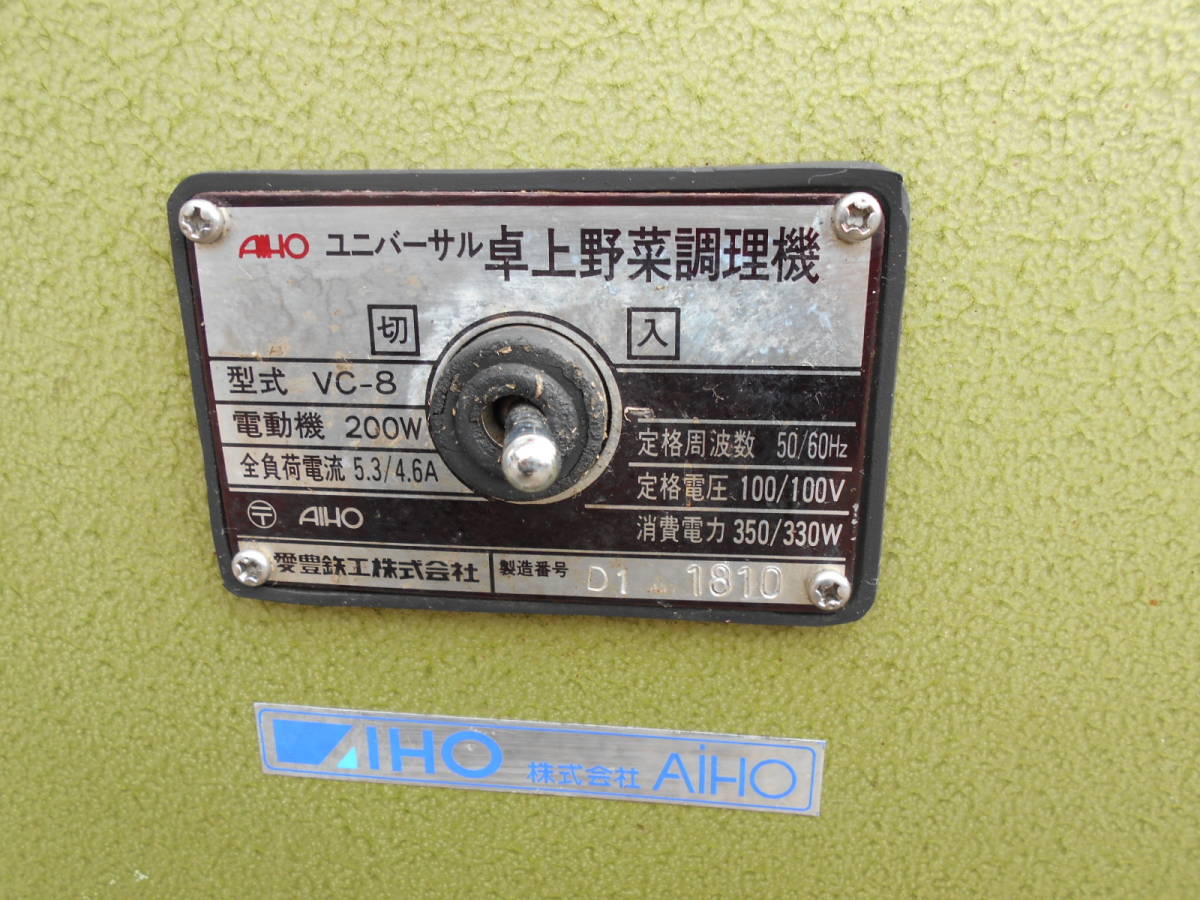 AIHO ユニバーサル 卓上野菜調理機
切 入
型式 VC-8
電動機 200W
全負荷電流 5.3/4.6A
定格周波数 50/60Hz
定格電圧 100/100V
消費電力 350/330W
〒 AIHO
愛豊鉄工株式会社 製造番号 D1 1810
AIHO 株式会社 AiHO